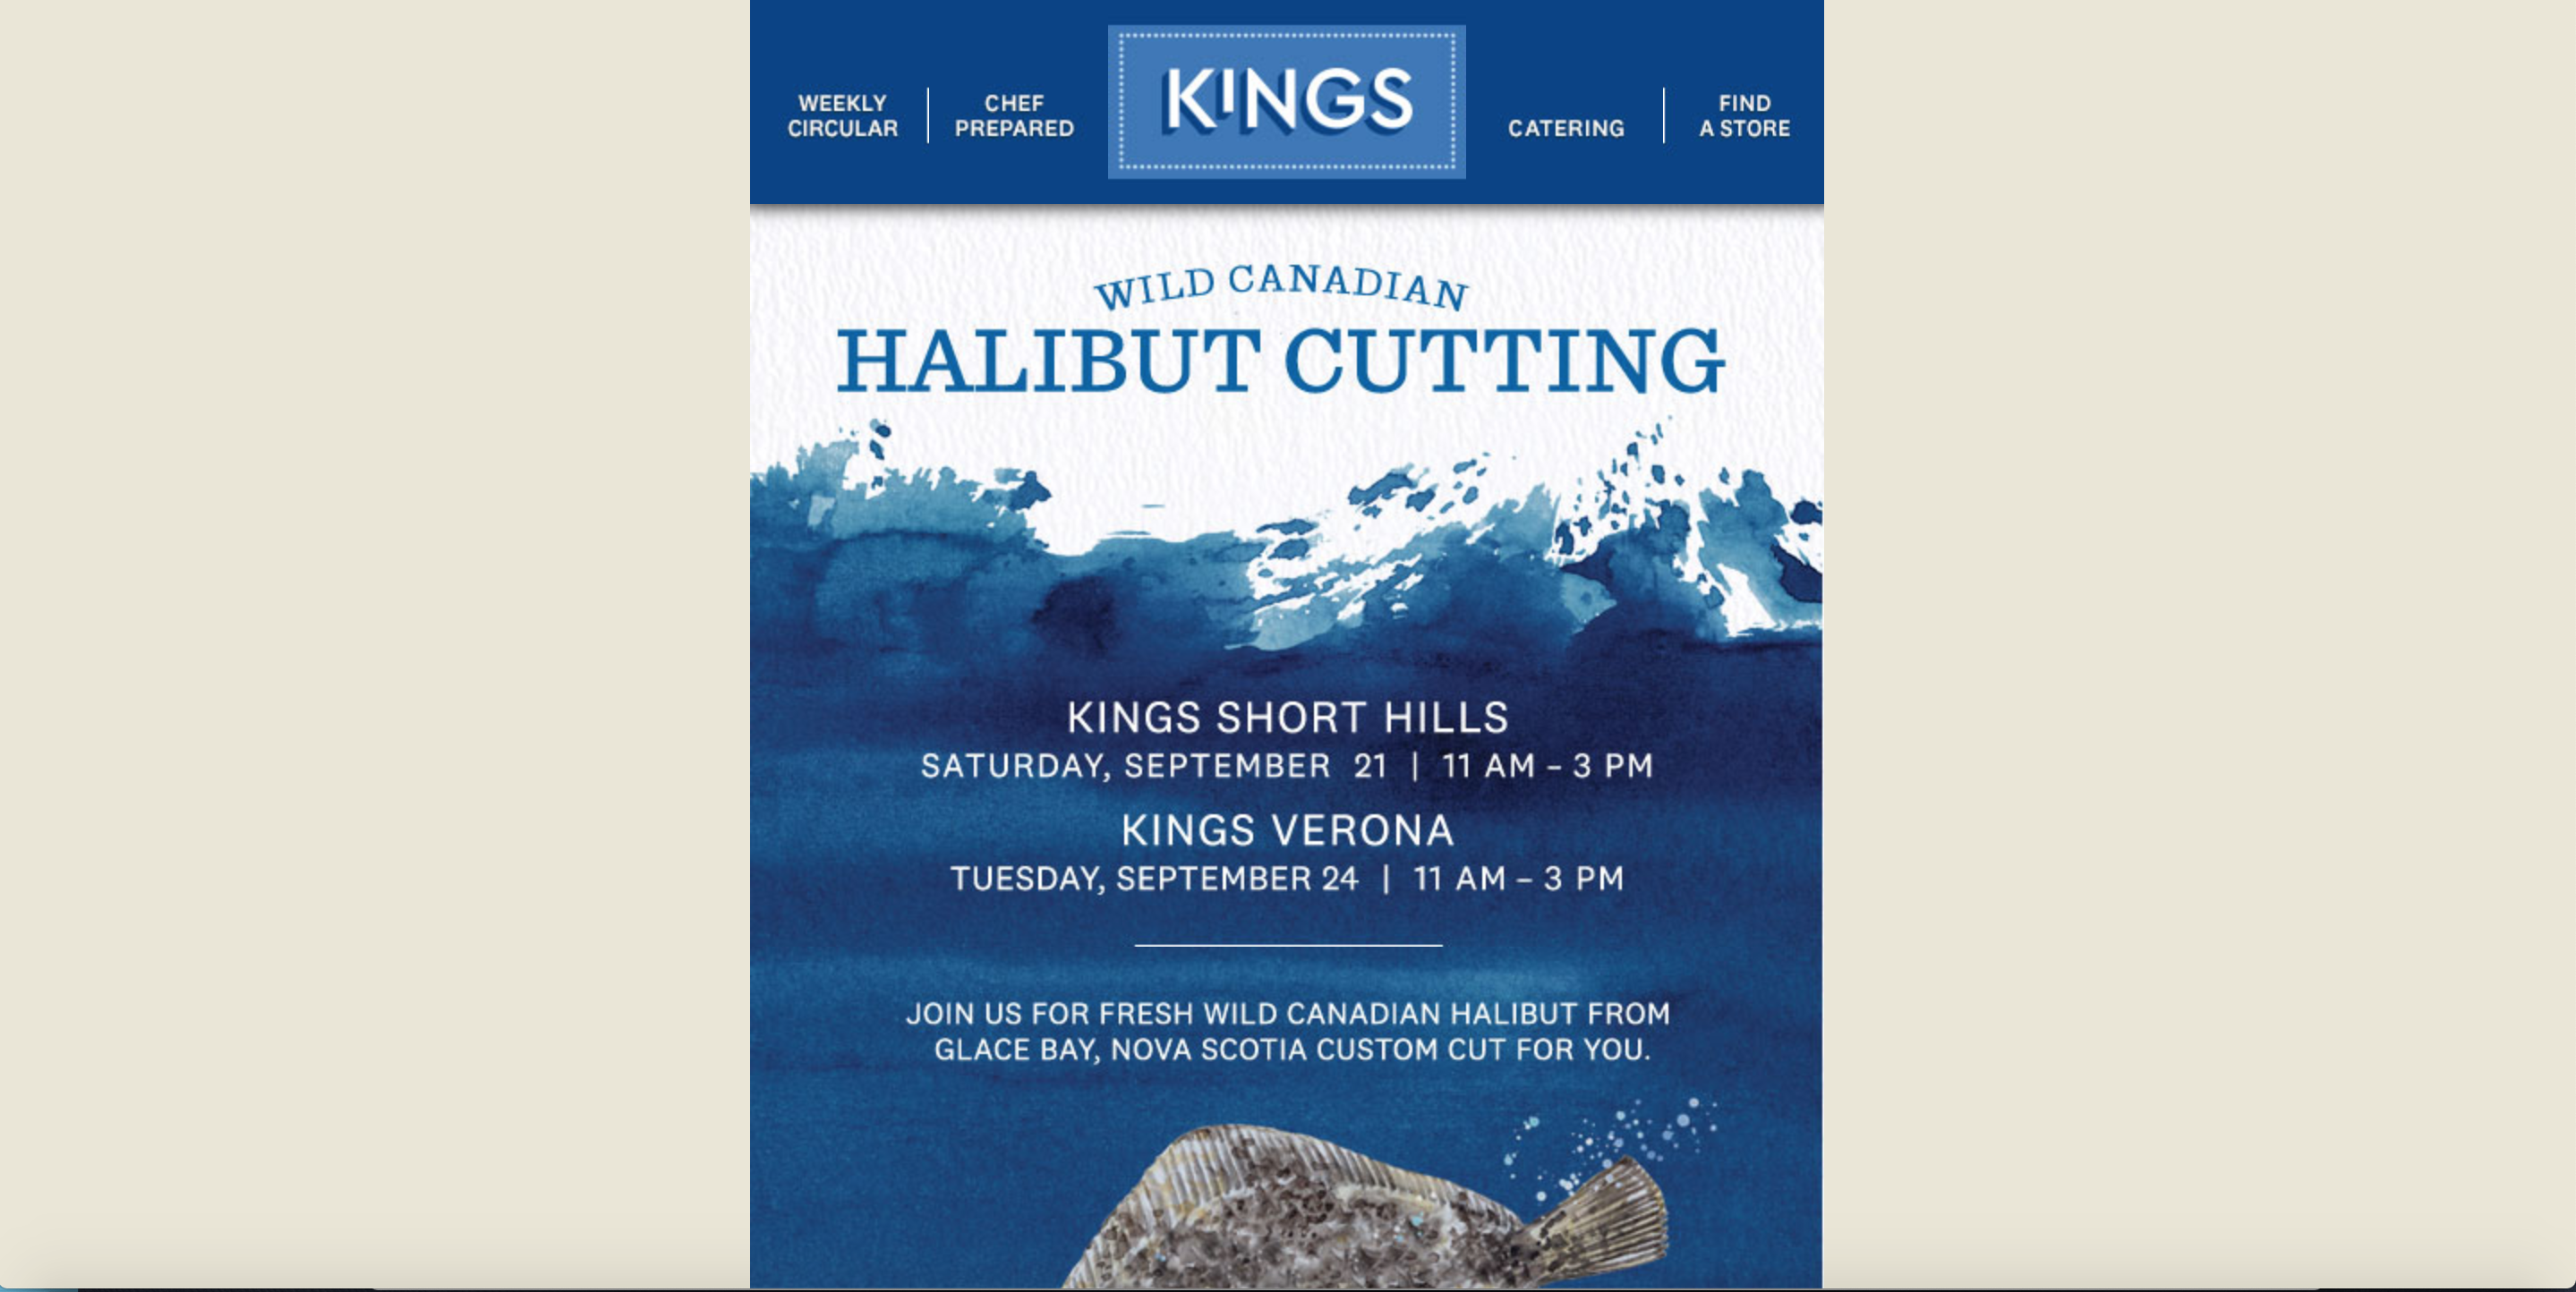 WEEKLY
CIRCULAR
CHEF
PREPARED
KINGS
CATERING
FIND
A STORE
WILD CANADIAN
HALIBUT CUTTING
KINGS SHORT HILLS
SATURDAY, SEPTEMBER 21 | 11 AM – 3 PM
KINGS VERONA
TUESDAY, SEPTEMBER 24 | 11 AM – 3 PM
JOIN US FOR FRESH WILD CANADIAN HALIBUT FROM
GLACE BAY, NOVA SCOTIA CUSTOM CUT FOR YOU.